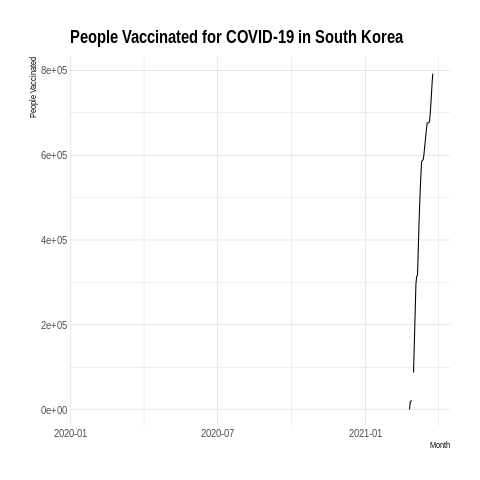 People Vaccinated for COVID-19 in South Korea
People Vaccinated
8e+05
6e+05
4e+05
2e+05
0e+00
2020-01
2020-07
2021-01
Month